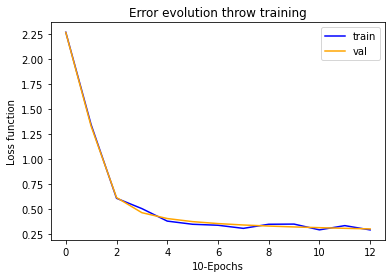 Error evolution throw training
train
val
2.25
2.00
1.75
1.50
1.25
1.00
0.75
0.50
0.25
Loss function
0 2 4 6 8 10 12
10-Epochs